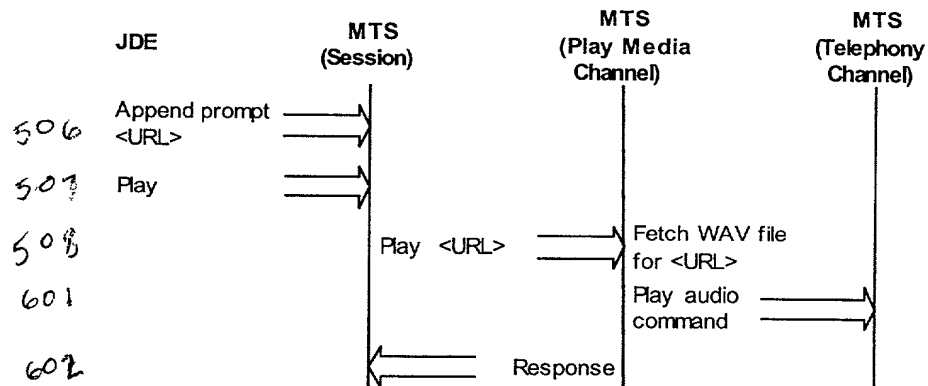 JDE
MTS
(Session)
MTS
(Play Media
Channel)
MTS
(Telephony
Channel)
506
Append prompt
<URL>
507
Play
508
Play <URL>
Fetch WAV file
for <URL>
601
Play audio
command
602
Response